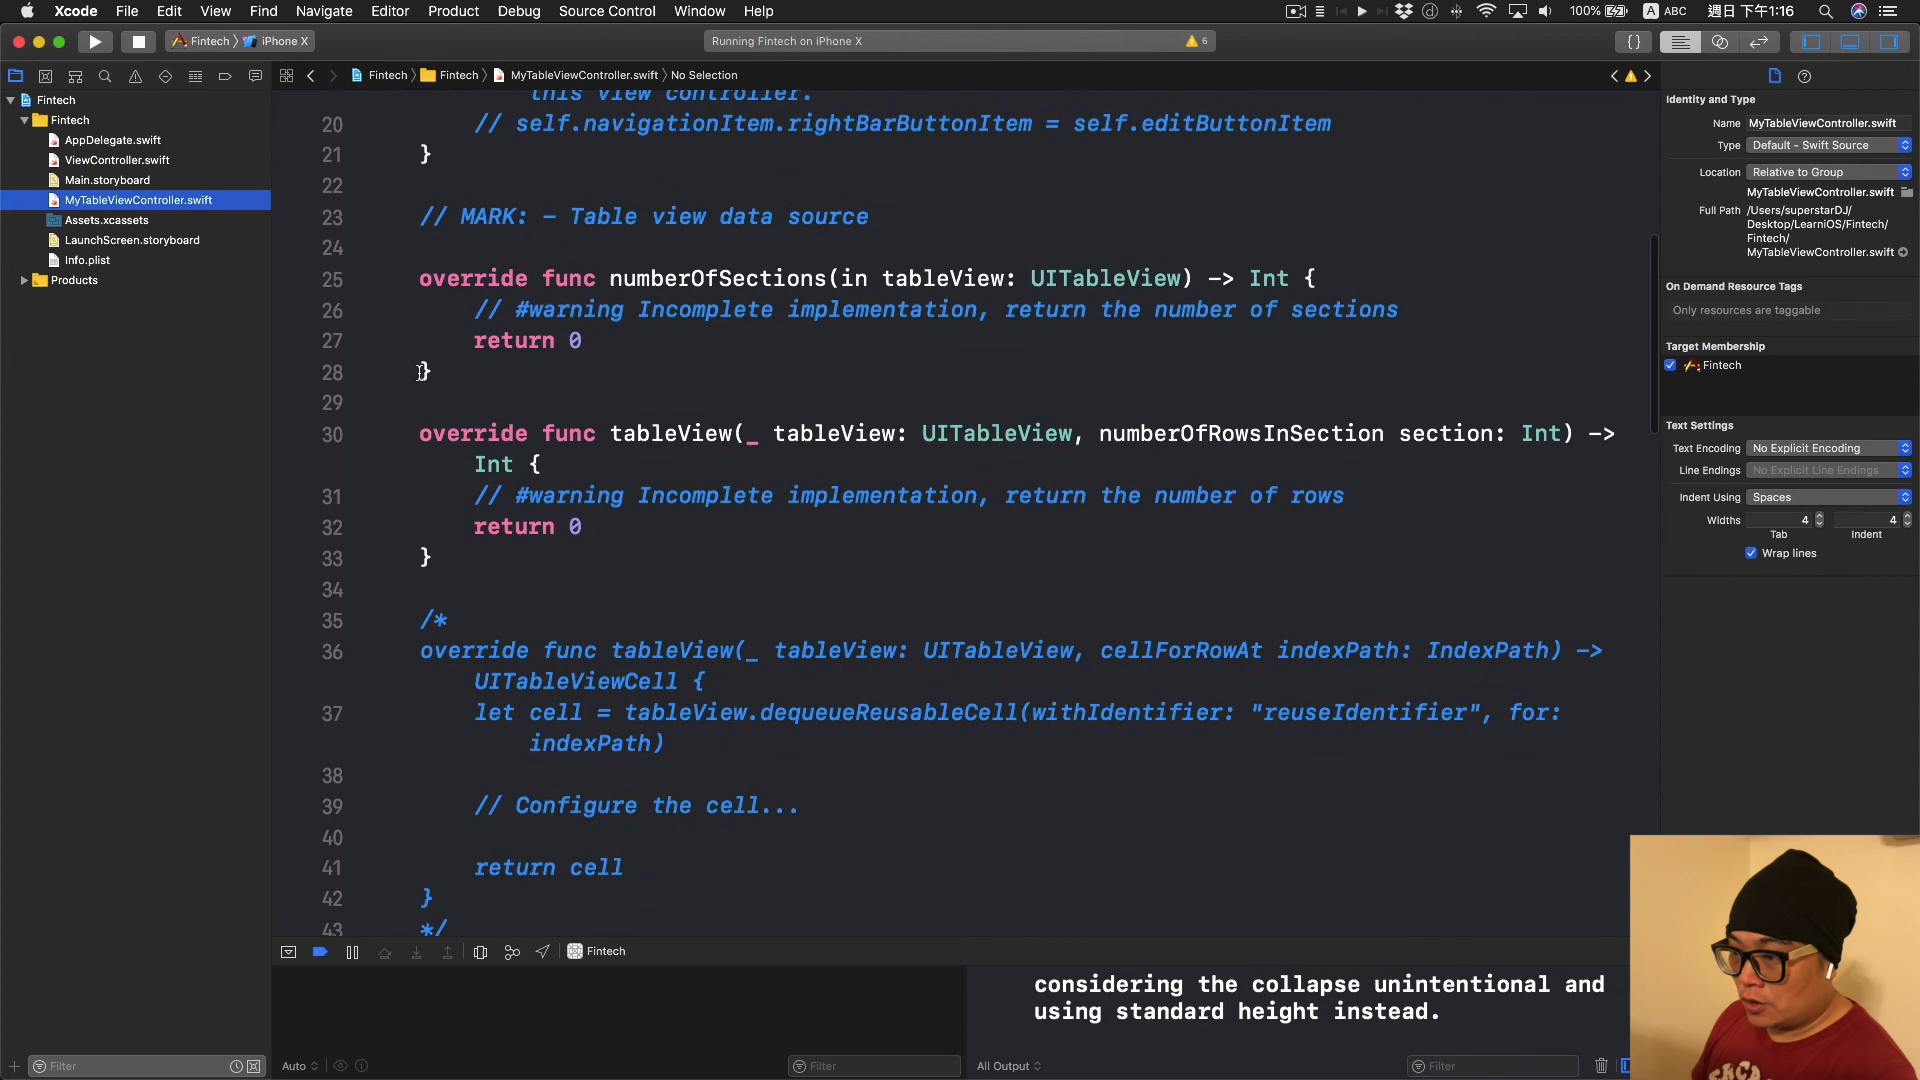 Xcode File Edit View Find Navigate Editor Product Debug Source Control Window Help 100% A ABC 週日 下午1:16
Fintech iPhone X Running Fintech on iPhone X 6
Fintech Fintech MyTableViewController.swift No Selection
Fintech
Fintech
AppDelegate.swift
ViewController.swift
Main.storyboard
MyTableViewController.swift
Assets.xcassets
LaunchScreen.storyboard
Info.plist
Products
this view controller.
20 // self.navigationItem.rightBarButtonItem = self.editButtonItem
21 }
22
23 // MARK: - Table view data source
24
25 override func numberOfSections(in tableView: UITableView) -> Int {
26 // #warning Incomplete implementation, return the number of sections
27 return 0
28 }
29
30 override func tableView(_ tableView: UITableView, numberOfRowsInSection section: Int) ->
Int {
31 // #warning Incomplete implementation, return the number of rows
32 return 0
33 }
34
35 /*
36 override func tableView(_ tableView: UITableView, cellForRowAt indexPath: IndexPath) ->
UITableViewCell {
37 let cell = tableView.dequeueReusableCell(withIdentifier: "reuseIdentifier", for:
indexPath)
38
39 // Configure the cell...
40
41 return cell
42 }
43 */
Fintech
considering the collapse unintentional and
using standard height instead.
Filter Auto Filter All Output Filter
Identity and Type
Name MyTableViewController.swift
Type Default - Swift Source
Location Relative to Group
MyTableViewController.swift
Full Path /Users/superstarDJ/
Desktop/LearniOS/Fintech/
Fintech/
MyTableViewController.swift
On Demand Resource Tags
Only resources are taggable
Target Membership
Fintech
Text Settings
Text Encoding No Explicit Encoding
Line Endings No Explicit Line Endings
Indent Using Spaces
Widths 4 4
Tab Indent
Wrap lines